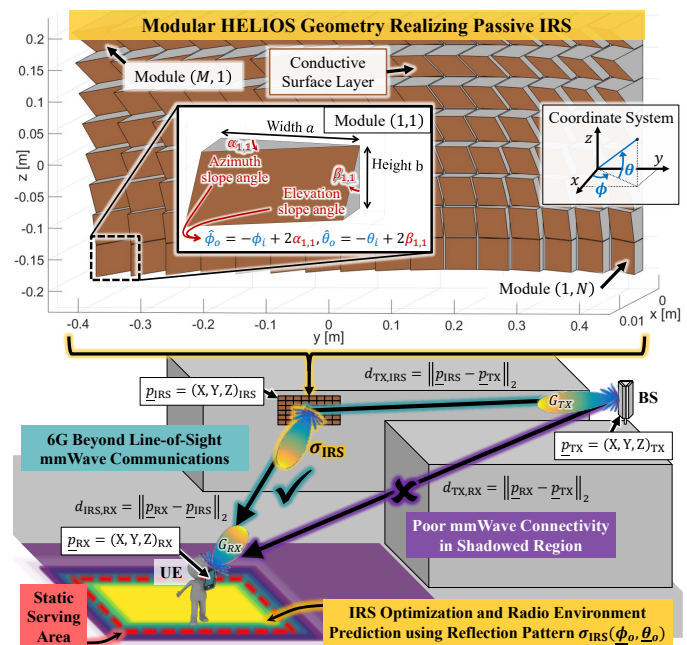 Modular HELIOS Geometry Realizing Passive IRS
0.2
0.15
0.1
0.05
0
-0.05
-0.1
-0.15
-0.2
z [m]
Module (M, 1)
Conductive
Surface Layer
Module (1,1)
Width a
α1,1
Azimuth
slope angle
Height b
β1,1
Elevation
slope angle
ϕ̂o = −ϕi + 2α1,1, θ̂o = −θi + 2β1,1
Coordinate System
z
y
x
θ
ϕ
Module (1, N)
-0.4
-0.3
-0.2
-0.1
0
0.1
0.2
0.3
0.4
y [m]
0
0.01
x [m]
dTX,IRS = ‖pIRS − pTX‖2
pIRS = (X, Y, Z)IRS
GTX
BS
pTX = (X, Y, Z)TX
6G Beyond Line-of-Sight
mmWave Communications
σIRS
dIRS,RX = ‖pRX − pIRS‖2
dTX,RX = ‖pRX − pTX‖2
pRX = (X, Y, Z)RX
GRX
Poor mmWave Connectivity
in Shadowed Region
UE
Static
Serving
Area
IRS Optimization and Radio Environment
Prediction using Reflection Pattern σIRS(ϕo, θo)